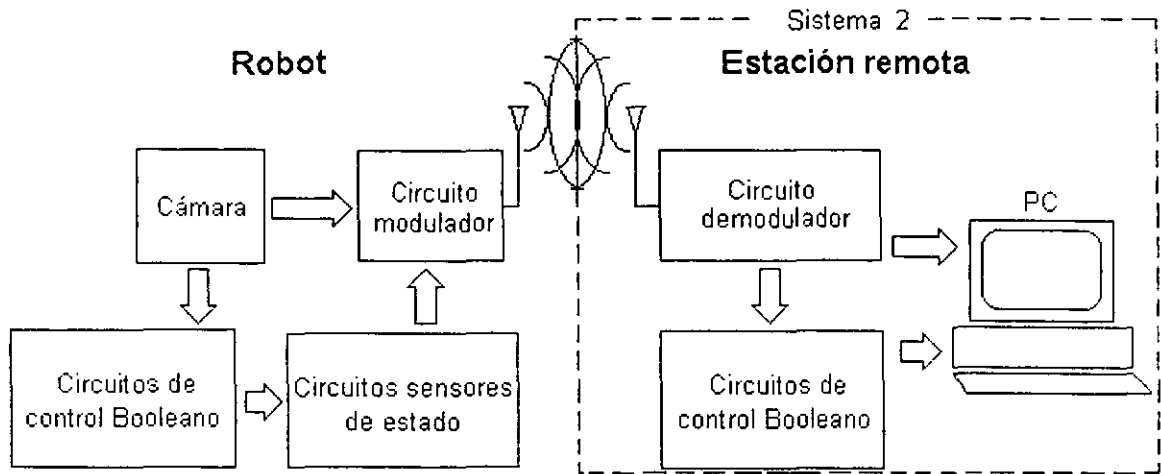 Sistema 2
Robot
Estación remota
Cámara
Circuito
modulador
Circuito
demodulador
PC
Circuitos de
control Booleano
Circuitos sensores
de estado
Circuitos de
control Booleano